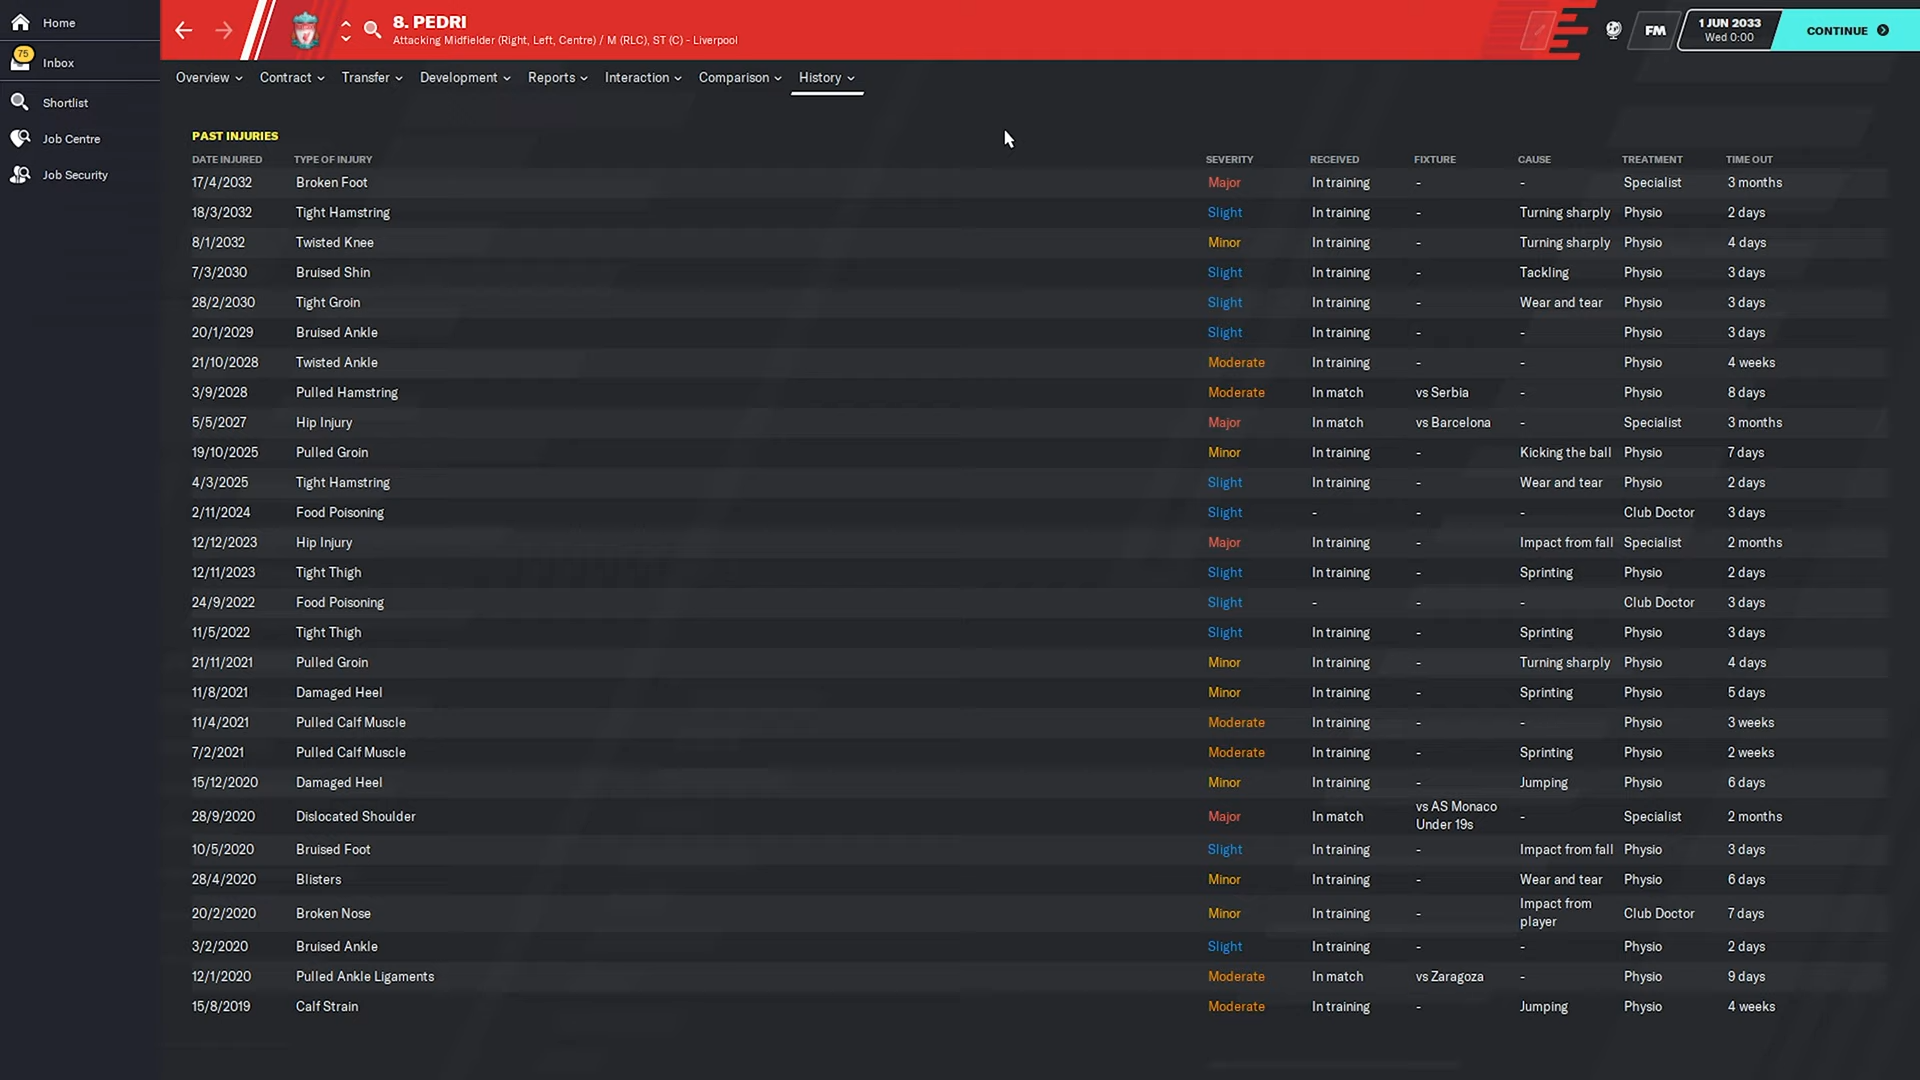 Home
75
Inbox
Shortlist
Job Centre
Job Security
8. PEDRI
Attacking Midfielder (Right, Left, Centre) / M (RLC), ST (C) - Liverpool
FM
1 JUN 2033
Wed 0:00
CONTINUE
Overview Contract Transfer Development Reports Interaction Comparison History
PAST INJURIES
DATE INJURED TYPE OF INJURY SEVERITY RECEIVED FIXTURE CAUSE TREATMENT TIME OUT
17/4/2032 Broken Foot Major In training - - Specialist 3 months
18/3/2032 Tight Hamstring Slight In training - Turning sharply Physio 2 days
8/1/2032 Twisted Knee Minor In training - Turning sharply Physio 4 days
7/3/2030 Bruised Shin Slight In training - Tackling Physio 3 days
28/2/2030 Tight Groin Slight In training - Wear and tear Physio 3 days
20/1/2029 Bruised Ankle Slight In training - - Physio 3 days
21/10/2028 Twisted Ankle Moderate In training - - Physio 4 weeks
3/9/2028 Pulled Hamstring Moderate In match vs Serbia - Physio 8 days
5/5/2027 Hip Injury Major In match vs Barcelona - Specialist 3 months
19/10/2025 Pulled Groin Minor In training - Kicking the ball Physio 7 days
4/3/2025 Tight Hamstring Slight In training - Wear and tear Physio 2 days
2/11/2024 Food Poisoning Slight - - - Club Doctor 3 days
12/12/2023 Hip Injury Major In training - Impact from fall Specialist 2 months
12/11/2023 Tight Thigh Slight In training - Sprinting Physio 2 days
24/9/2022 Food Poisoning Slight - - - Club Doctor 3 days
11/5/2022 Tight Thigh Slight In training - Sprinting Physio 3 days
21/11/2021 Pulled Groin Minor In training - Turning sharply Physio 4 days
11/8/2021 Damaged Heel Minor In training - Sprinting Physio 5 days
11/4/2021 Pulled Calf Muscle Moderate In training - - Physio 3 weeks
7/2/2021 Pulled Calf Muscle Moderate In training - Sprinting Physio 2 weeks
15/12/2020 Damaged Heel Minor In training - Jumping Physio 6 days
28/9/2020 Dislocated Shoulder Major In match vs AS Monaco Under 19s - Specialist 2 months
10/5/2020 Bruised Foot Slight In training - Impact from fall Physio 3 days
28/4/2020 Blisters Minor In training - Wear and tear Physio 6 days
20/2/2020 Broken Nose Minor In training - Impact from player Club Doctor 7 days
3/2/2020 Bruised Ankle Slight In training - - Physio 2 days
12/1/2020 Pulled Ankle Ligaments Moderate In match vs Zaragoza - Physio 9 days
15/8/2019 Calf Strain Moderate In training - Jumping Physio 4 weeks